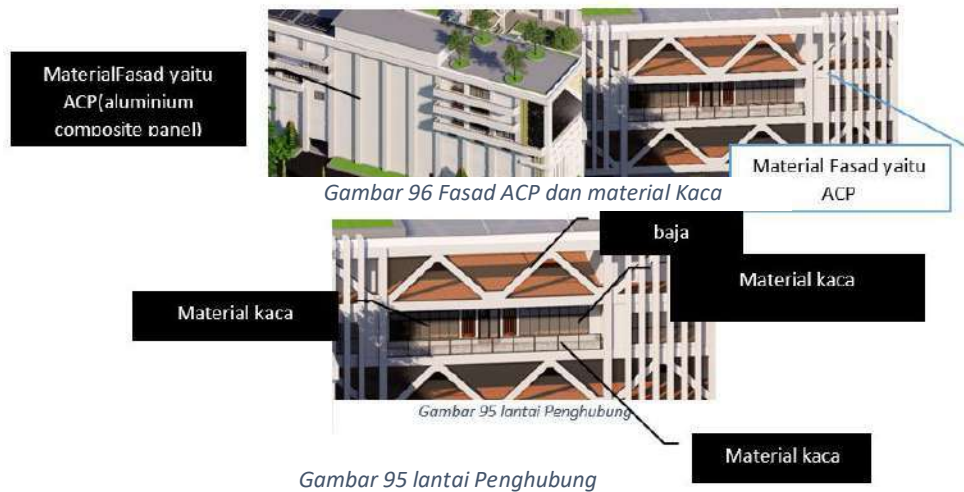 MaterialFasad yaitu
ACP(aluminium
composite panel)
Material Fasad yaitu
ACP
Gambar 96 Fasad ACP dan material Kaca
baja
Material kaca
Material kaca
Gambar 95 lantai Penghubung
Material kaca
Gambar 95 lantai Penghubung